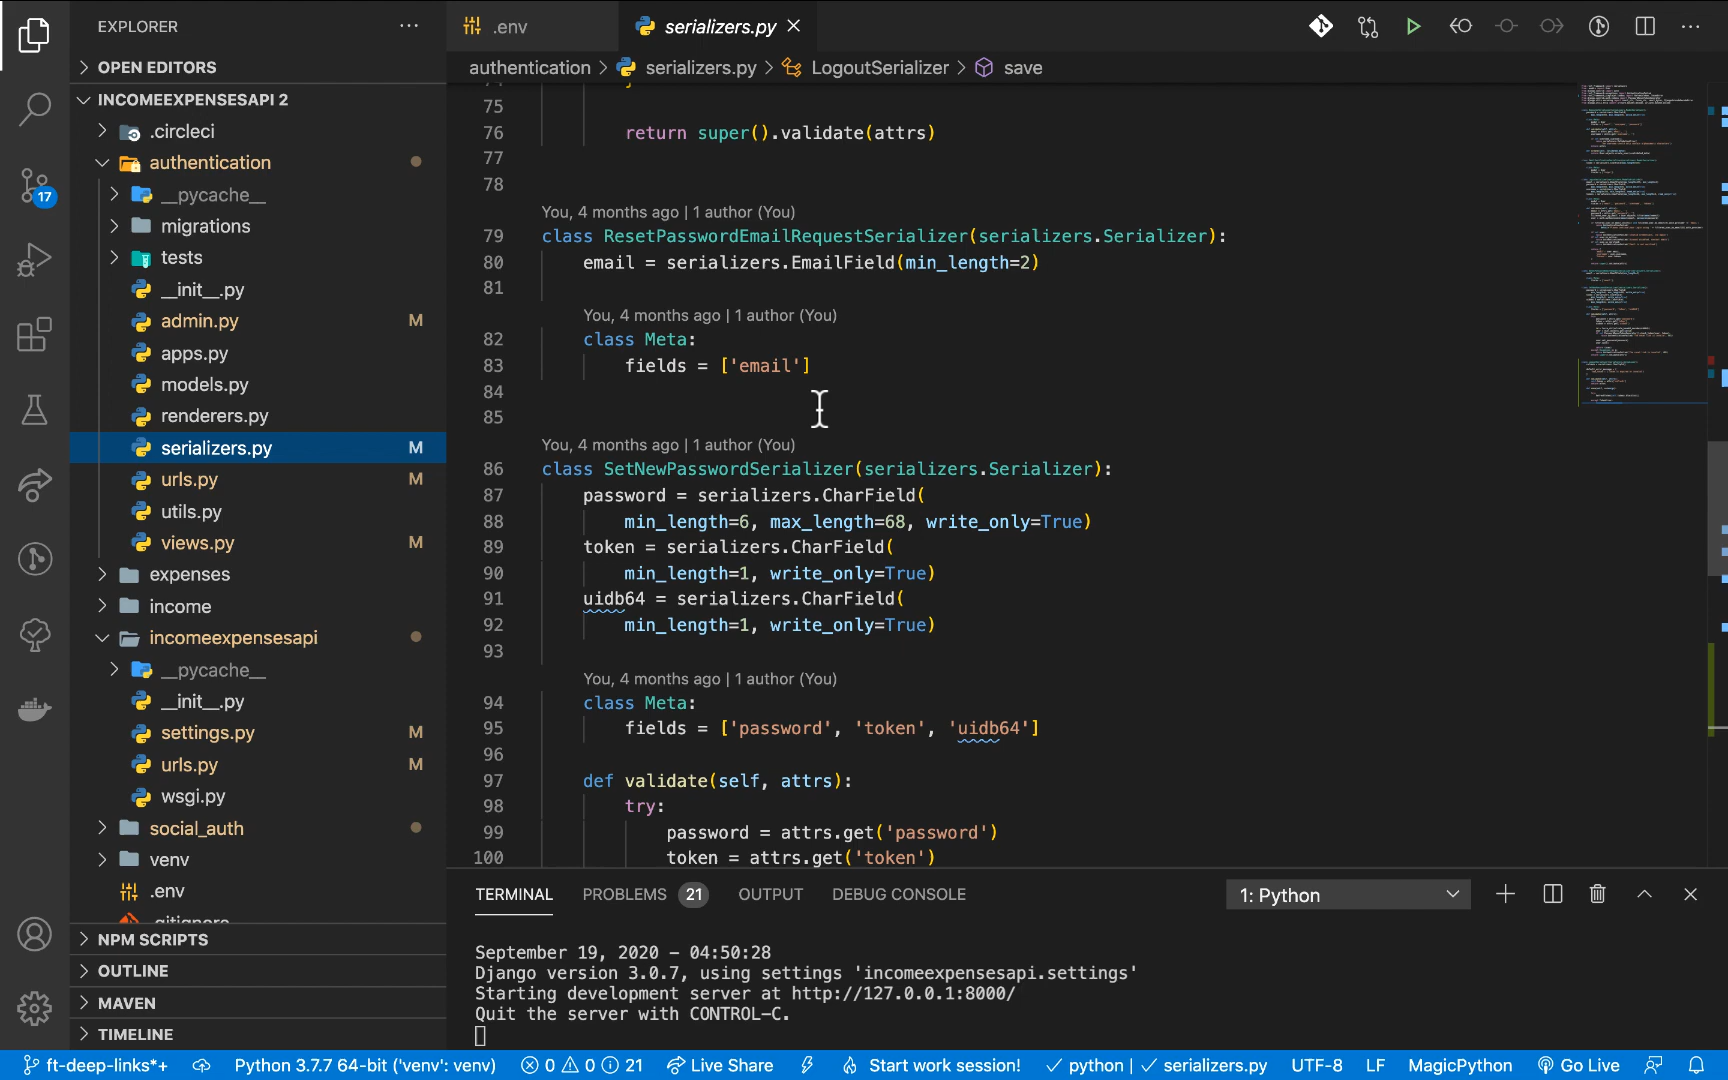 EXPLORER
OPEN EDITORS
INCOMEEXPENSESAPI 2
.circleci
authentication
__pycache__
migrations
tests
__init__.py
admin.py M
apps.py
models.py
renderers.py
serializers.py M
urls.py M
utils.py
views.py M
expenses
income
incomeexpensesapi
__pycache__
__init__.py
settings.py M
urls.py M
wsgi.py
social_auth
venv
.env
.gitignore
NPM SCRIPTS
OUTLINE
MAVEN
TIMELINE
17
.env
serializers.py
authentication > serializers.py > LogoutSerializer > save
75
76 return super().validate(attrs)
77
78
You, 4 months ago | 1 author (You)
79 class ResetPasswordEmailRequestSerializer(serializers.Serializer):
80 email = serializers.EmailField(min_length=2)
81
You, 4 months ago | 1 author (You)
82 class Meta:
83 fields = ['email']
84
85
You, 4 months ago | 1 author (You)
86 class SetNewPasswordSerializer(serializers.Serializer):
87 password = serializers.CharField(
88 min_length=6, max_length=68, write_only=True)
89 token = serializers.CharField(
90 min_length=1, write_only=True)
91 uidb64 = serializers.CharField(
92 min_length=1, write_only=True)
93
You, 4 months ago | 1 author (You)
94 class Meta:
95 fields = ['password', 'token', 'uidb64']
96
97 def validate(self, attrs):
98 try:
99 password = attrs.get('password')
100 token = attrs.get('token')
TERMINAL PROBLEMS 21 OUTPUT DEBUG CONSOLE 1: Python
September 19, 2020 - 04:50:28
Django version 3.0.7, using settings 'incomeexpensesapi.settings'
Starting development server at http://127.0.0.1:8000/
Quit the server with CONTROL-C.
ft-deep-links*+ Python 3.7.7 64-bit ('venv': venv) 0 0 21 Live Share Start work session! python | serializers.py UTF-8 LF MagicPython Go Live